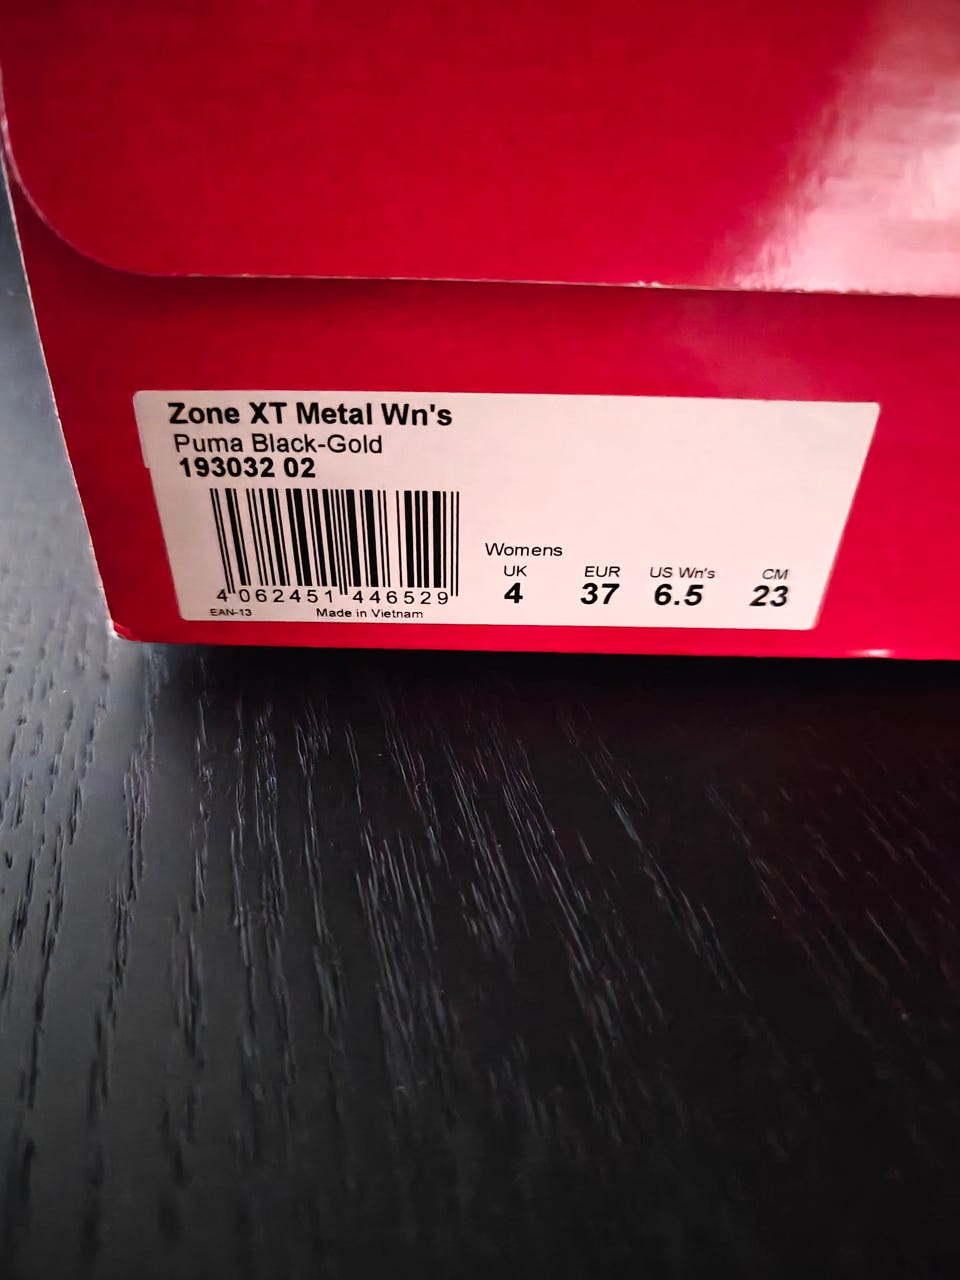 Zone XT Metal Wn's
Puma Black-Gold
193032 02
Womens
UK EUR US Wn's CM
4 37 6.5 23
4 062451 446529
EAN-13 Made in Vietnam